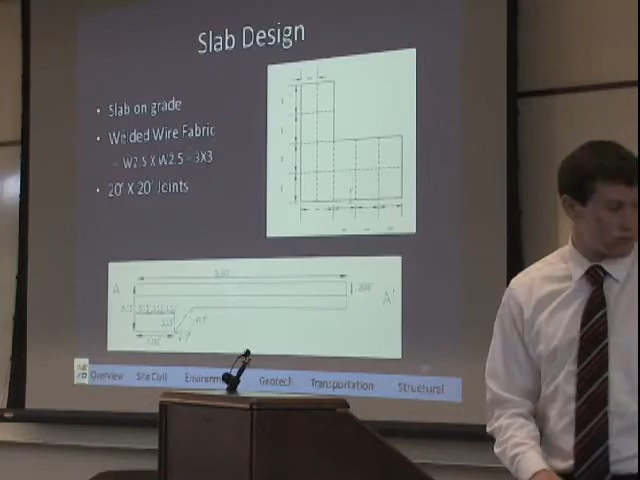 Slab Design
• Slab on grade
• Welded Wire Fabric
– W2.5 X W2.5 – 3X3
• 20' X 20' Joints
A
A'
Overview Site Civil Environm Geotech Transportation Structural